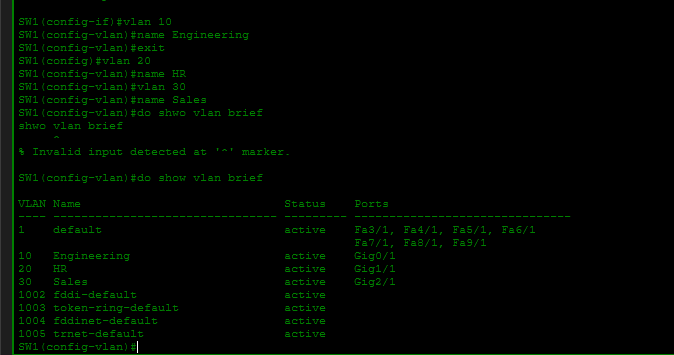 SW1(config-if)#vlan 10
SW1(config-vlan)#name Engineering
SW1(config-vlan)#exit
SW1(config)#vlan 20
SW1(config-vlan)#name HR
SW1(config-vlan)#vlan 30
SW1(config-vlan)#name Sales
SW1(config-vlan)#do shwo vlan brief
shwo vlan brief
^
% Invalid input detected at '^' marker.
SW1(config-vlan)#do show vlan brief
VLAN Name Status Ports
---- -------------------------------- --------- -------------------------------
1 default active Fa3/1, Fa4/1, Fa5/1, Fa6/1
Fa7/1, Fa8/1, Fa9/1
10 Engineering active Gig0/1
20 HR active Gig1/1
30 Sales active Gig2/1
1002 fddi-default active
1003 token-ring-default active
1004 fddinet-default active
1005 trnet-default active
SW1(config-vlan)#